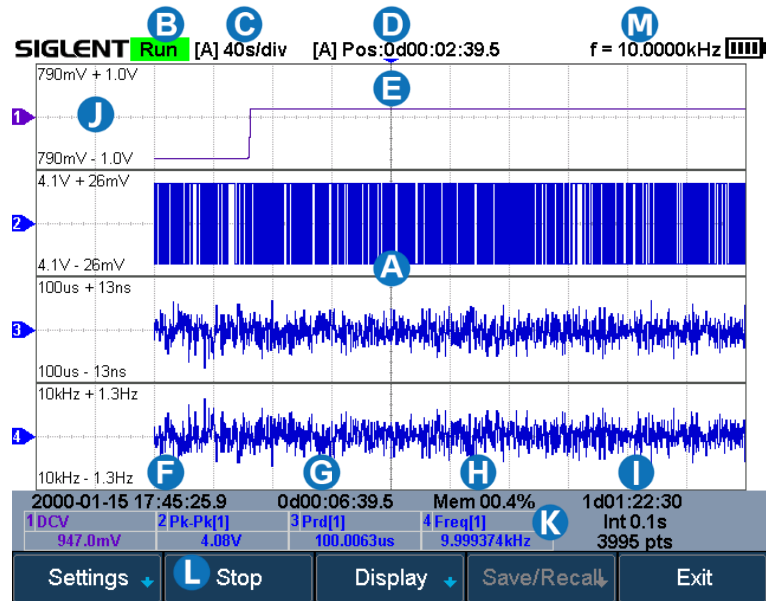 B C D M
SIGLENT Run [A] 40s/div [A] Pos:0d00:02:39.5 f = 10.0000kHz
790mV + 1.0V
E
J
1
790mV - 1.0V
4.1V + 26mV
2
A
4.1V - 26mV
100us + 13ns
3
100us - 13ns
10kHz + 1.3Hz
4
10kHz - 1.3Hz
F G H I
2000-01-15 17:45:25.9 0d00:06:39.5 Mem 00.4% 1d01:22:30
1 DCV 2 Pk-Pk[1] 3 Prd[1] 4 Freq[1] K Int 0.1s
947.0mV 4.08V 100.0063us 9.999374kHz 3995 pts
Settings L Stop Display Save/Recall Exit